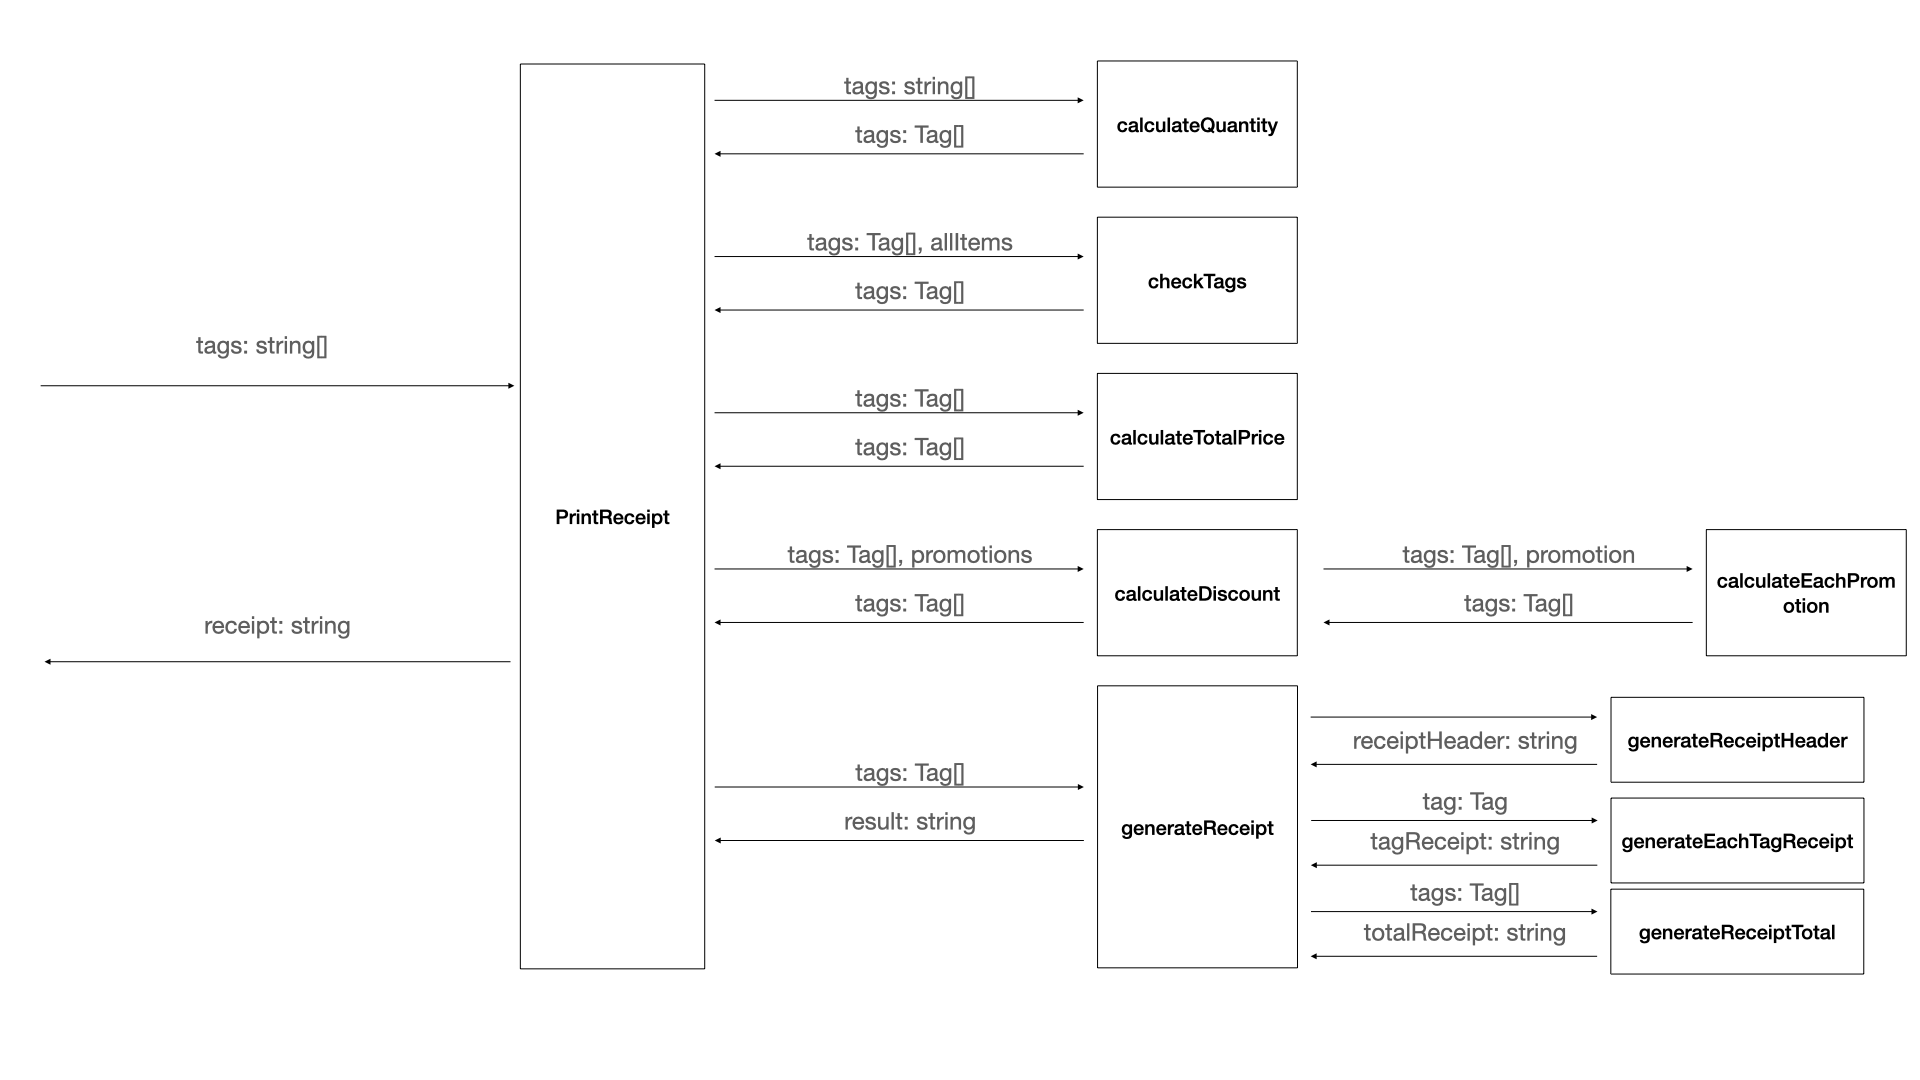 tags: string[]
receipt: string
PrintReceipt
tags: string[]
tags: Tag[]
calculateQuantity
tags: Tag[], allItems
tags: Tag[]
checkTags
tags: Tag[]
tags: Tag[]
calculateTotalPrice
tags: Tag[], promotions
tags: Tag[]
calculateDiscount
tags: Tag[], promotion
tags: Tag[]
calculateEachProm
otion
tags: Tag[]
result: string
generateReceipt
receiptHeader: string
generateReceiptHeader
tag: Tag
tagReceipt: string
generateEachTagReceipt
tags: Tag[]
totalReceipt: string
generateReceiptTotal